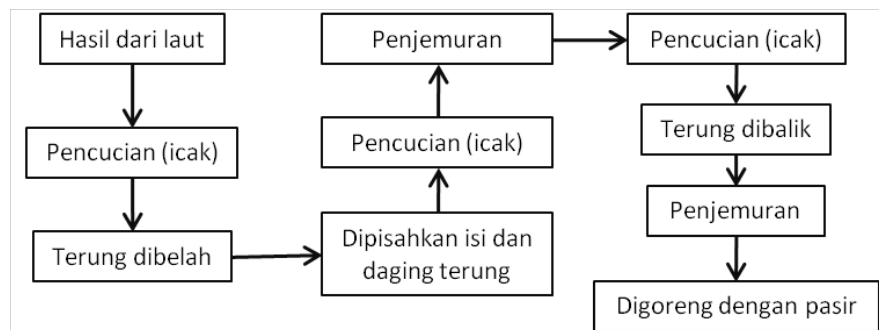 Hasil dari laut
Pencucian (icak)
Terung dibelah
Dipisahkan isi dan
daging terung
Pencucian (icak)
Penjemuran
Pencucian (icak)
Terung dibalik
Penjemuran
Digoreng dengan pasir